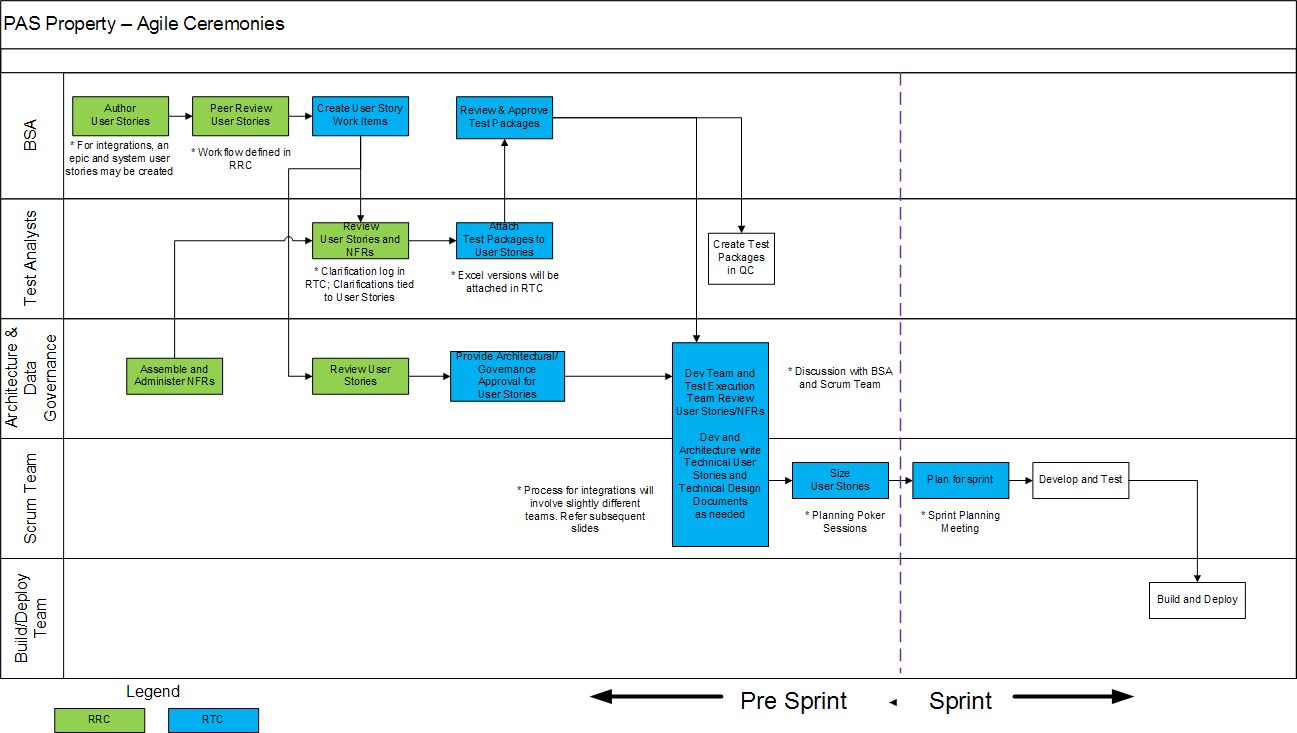 PAS Property – Agile Ceremonies
BSA
Author
User Stories
* For integrations, an
epic and system user
stories may be created
Peer Review
User Stories
* Workflow defined in
RRC
Create User Story
Work Items
Review & Approve
Test Packages
Test Analysts
Review
User Stories and
NFRs
* Clarification log in
RTC; Clarifications tied
to User Stories
Attach
Test Packages to
User Stories
* Excel versions will be
attached in RTC
Create Test
Packages
in QC
Architecture &
Data
Governance
Assemble and
Administer NFRs
Review User
Stories
Provide Architectural/
Governance
Approval for
User Stories
Dev Team and
Test Execution
Team Review
User Stories/NFRs
Dev and
Architecture write
Technical User
Stories and
Technical Design
Documents
as needed
* Discussion with BSA
and Scrum Team
Scrum Team
* Process for integrations will
involve slightly different
teams. Refer subsequent
slides
Size
User Stories
* Planning Poker
Sessions
Plan for sprint
* Sprint Planning
Meeting
Develop and Test
Build/Deploy
Team
Build and Deploy
Legend
RRC
RTC
Pre Sprint
Sprint